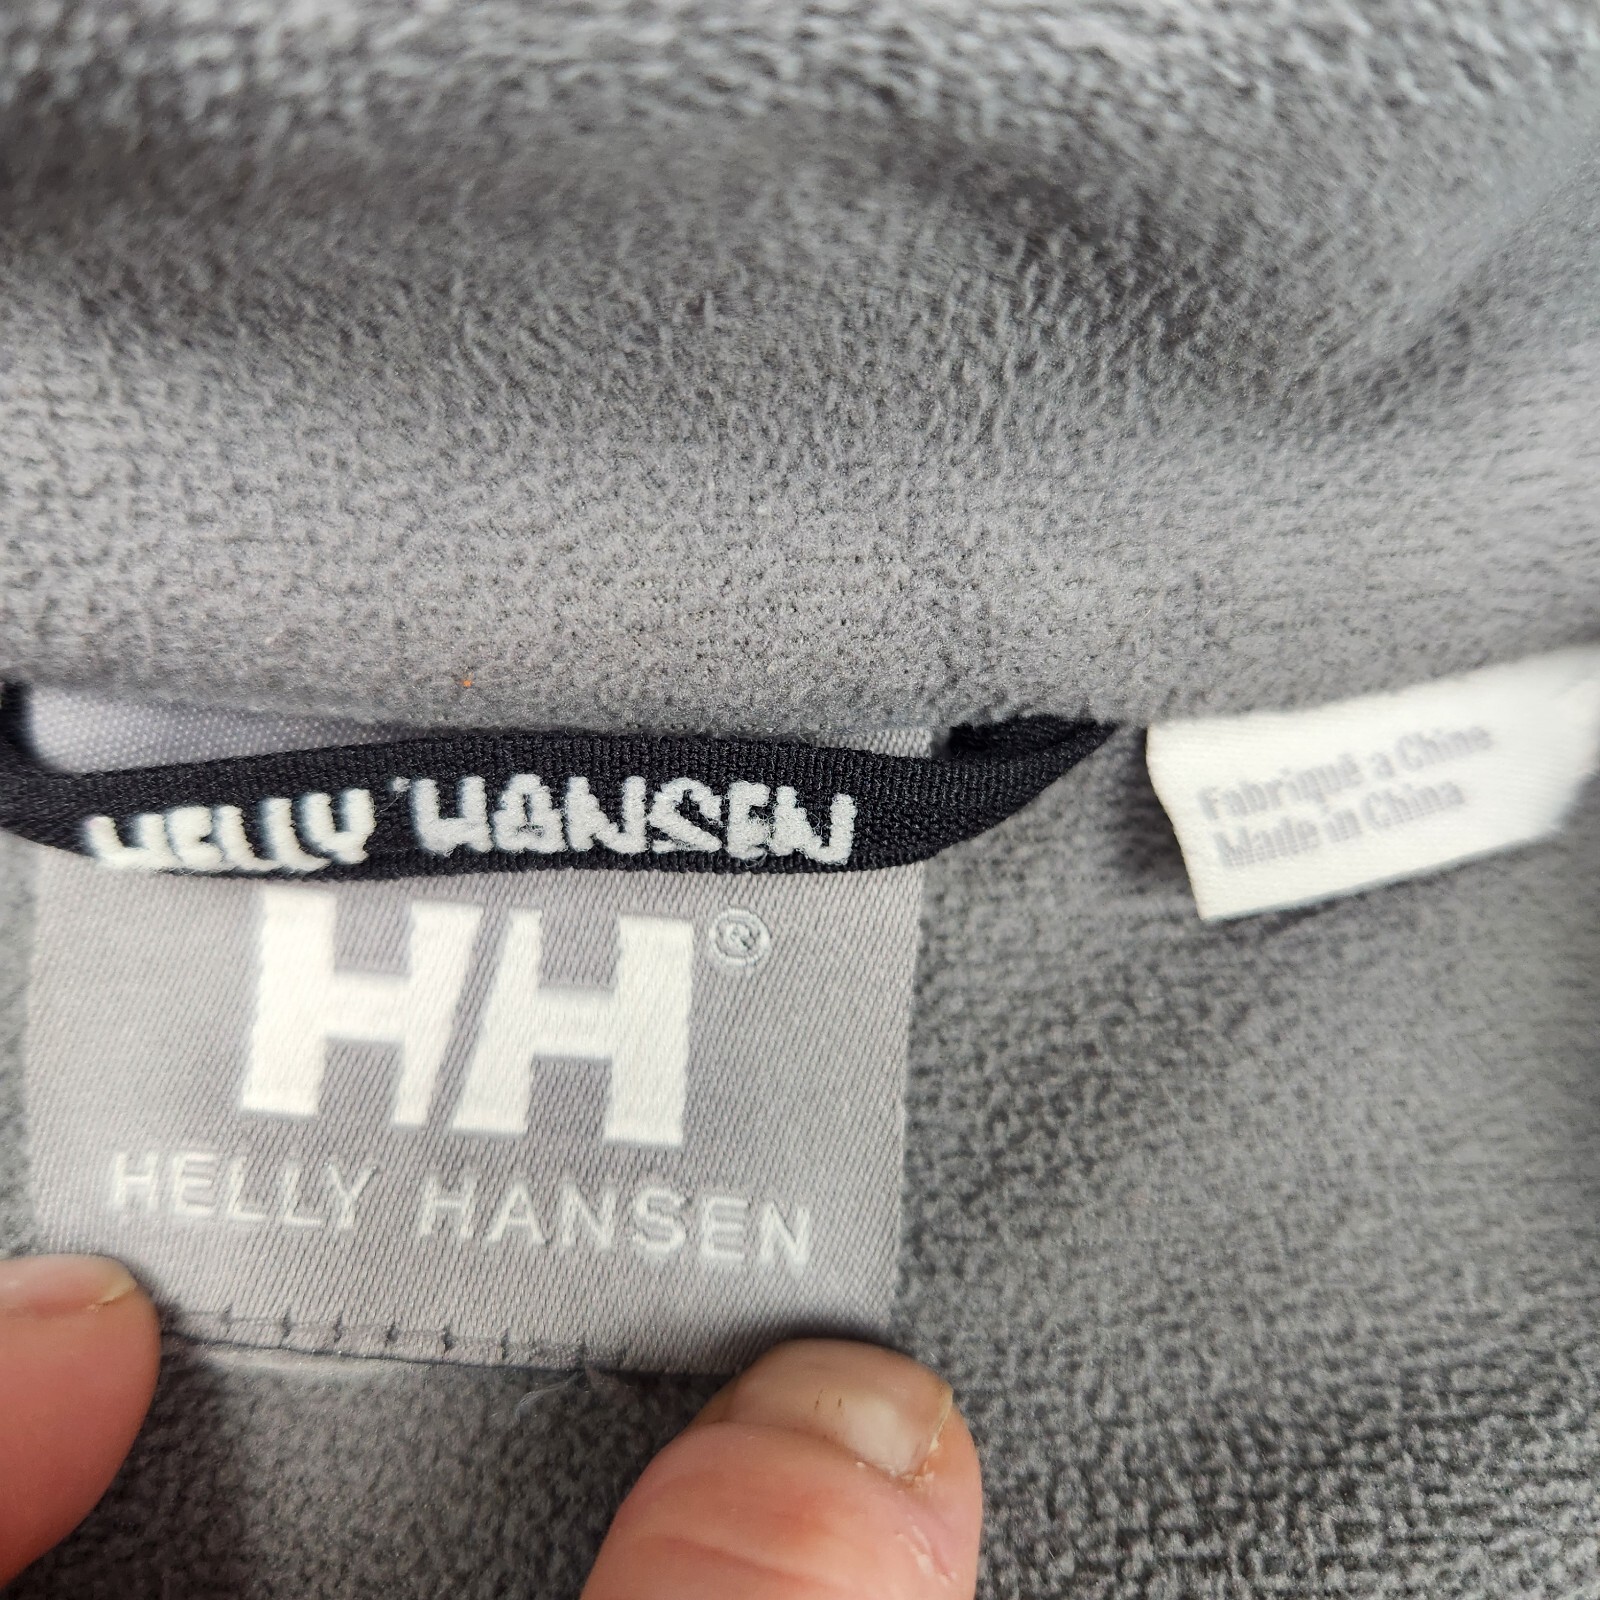 HELLY HANSEN
HH®
HELLY HANSEN
Fabriqué a Chine
Made in China